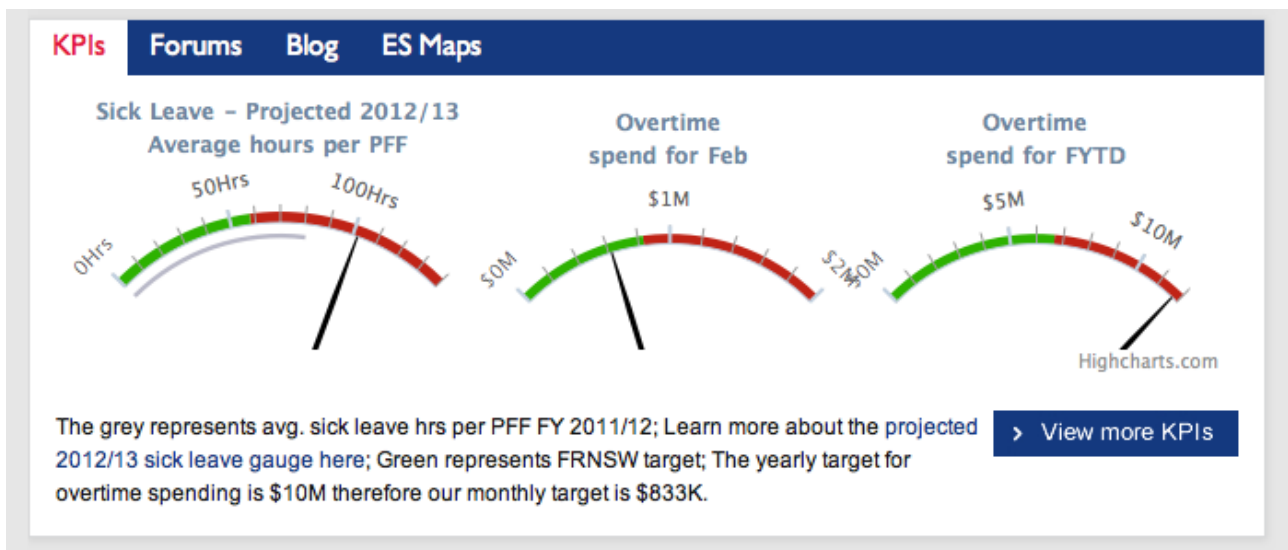 KPIs Forums Blog ES Maps
Sick Leave – Projected 2012/13
Average hours per PFF
0Hrs
50Hrs
100Hrs
Overtime
spend for Feb
$0M
$1M
$2M
Overtime
spend for FYTD
$0M
$5M
$10M
Highcharts.com
The grey represents avg. sick leave hrs per PFF FY 2011/12; Learn more about the projected
2012/13 sick leave gauge here; Green represents FRNSW target; The yearly target for
overtime spending is $10M therefore our monthly target is $833K.
› View more KPIs